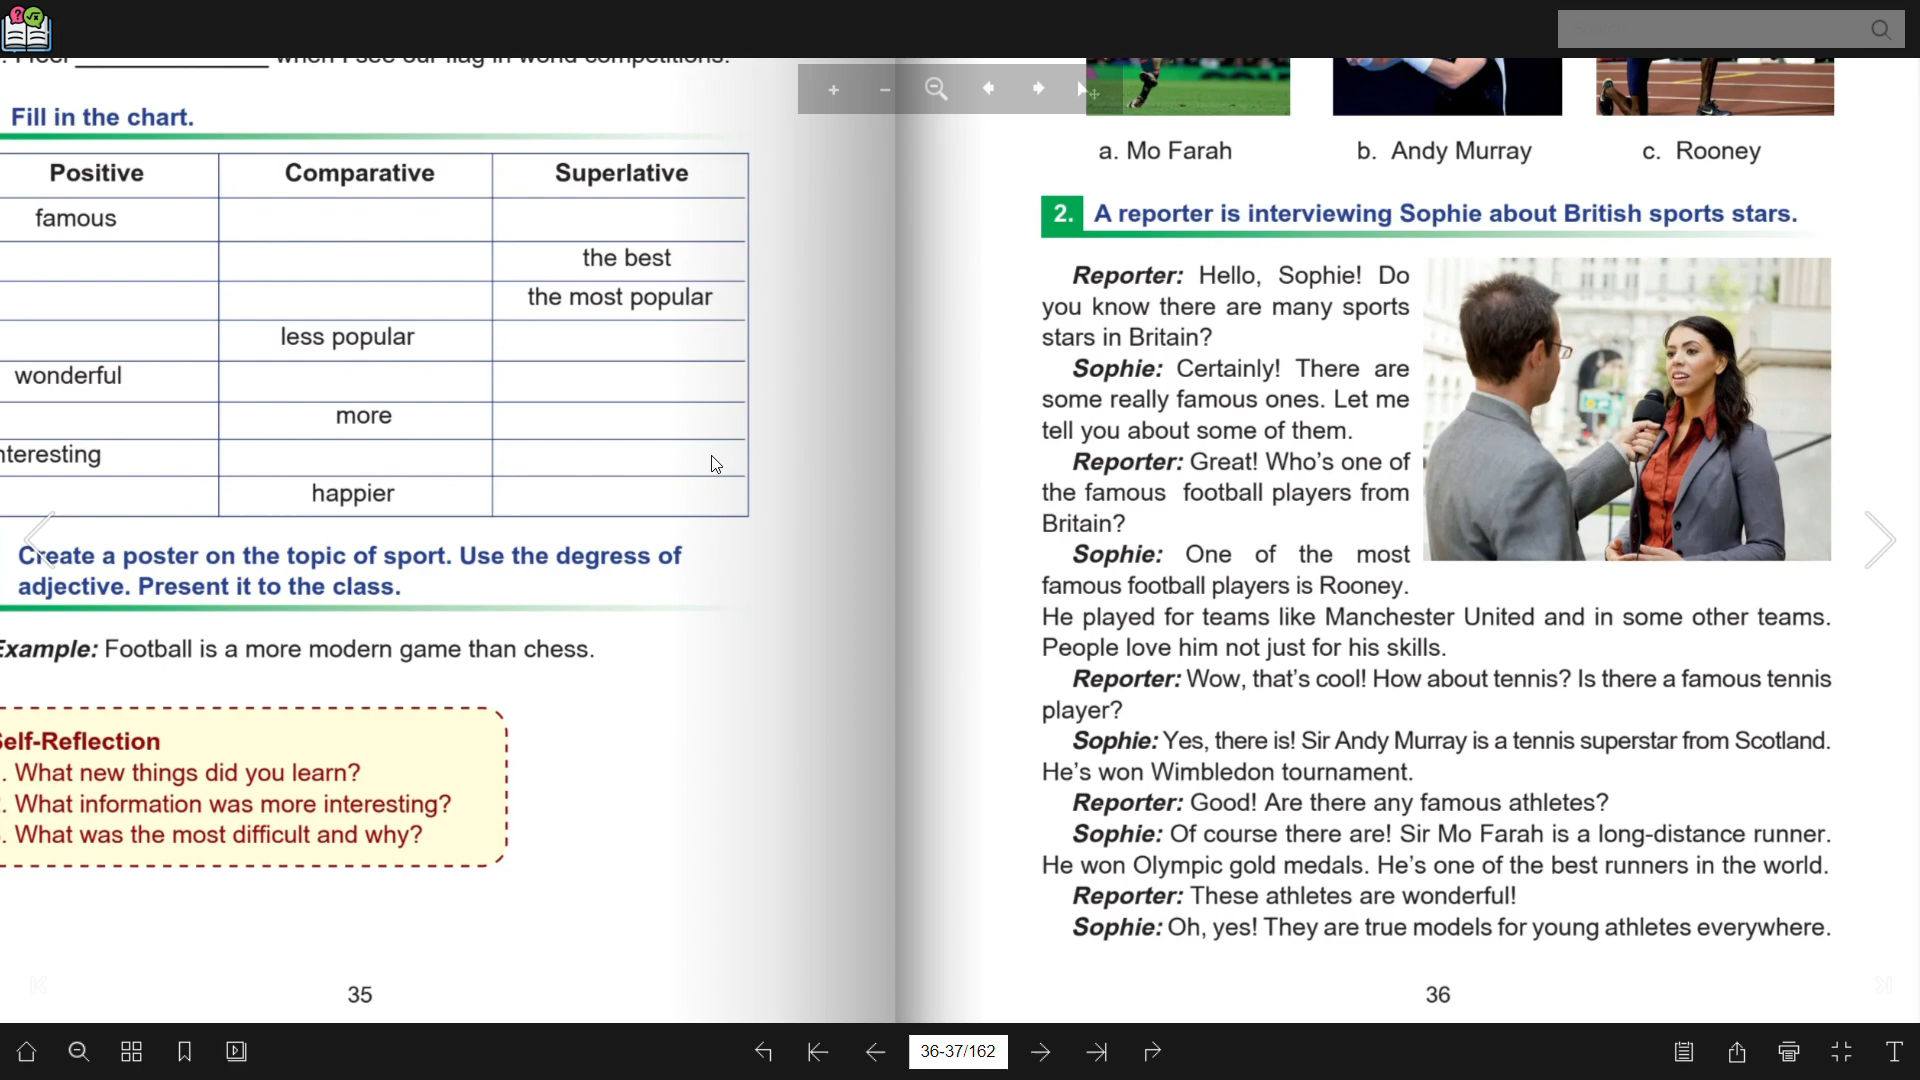 when I see our flag in world competitions.
Fill in the chart.
Positive Comparative Superlative
famous
the best
the most popular
less popular
wonderful
more
nteresting
happier
Create a poster on the topic of sport. Use the degress of
adjective. Present it to the class.
Example: Football is a more modern game than chess.
Self-Reflection
. What new things did you learn?
. What information was more interesting?
. What was the most difficult and why?
35
a. Mo Farah b. Andy Murray c. Rooney
2. A reporter is interviewing Sophie about British sports stars.
Reporter: Hello, Sophie! Do
you know there are many sports
stars in Britain?
Sophie: Certainly! There are
some really famous ones. Let me
tell you about some of them.
Reporter: Great! Who's one of
the famous football players from
Britain?
Sophie: One of the most
famous football players is Rooney.
He played for teams like Manchester United and in some other teams.
People love him not just for his skills.
Reporter: Wow, that's cool! How about tennis? Is there a famous tennis
player?
Sophie: Yes, there is! Sir Andy Murray is a tennis superstar from Scotland.
He's won Wimbledon tournament.
Reporter: Good! Are there any famous athletes?
Sophie: Of course there are! Sir Mo Farah is a long-distance runner.
He won Olympic gold medals. He's one of the best runners in the world.
Reporter: These athletes are wonderful!
Sophie: Oh, yes! They are true models for young athletes everywhere.
36
36-37/162